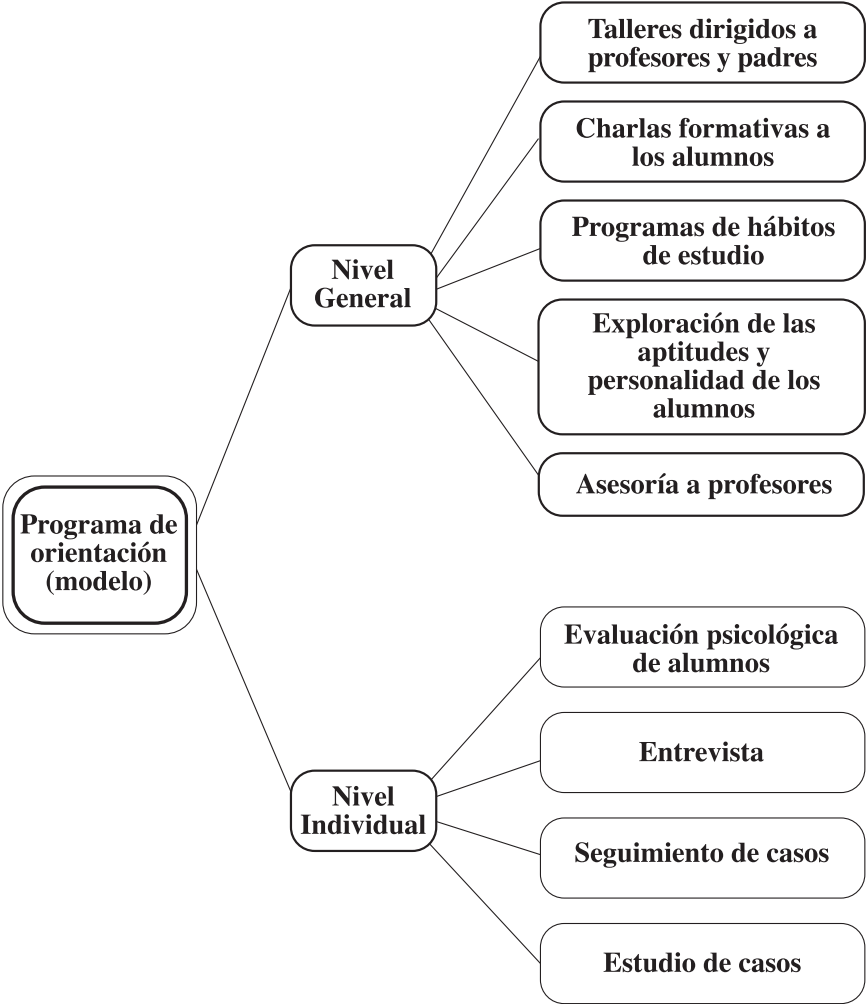 Talleres dirigidos a
profesores y padres
Charlas formativas a
los alumnos
Programas de hábitos
de estudio
Nivel
General
Exploración de las
aptitudes y
personalidad de los
alumnos
Asesoría a profesores
Programa de
orientación
(modelo)
Evaluación psicológica
de alumnos
Entrevista
Nivel
Individual
Seguimiento de casos
Estudio de casos